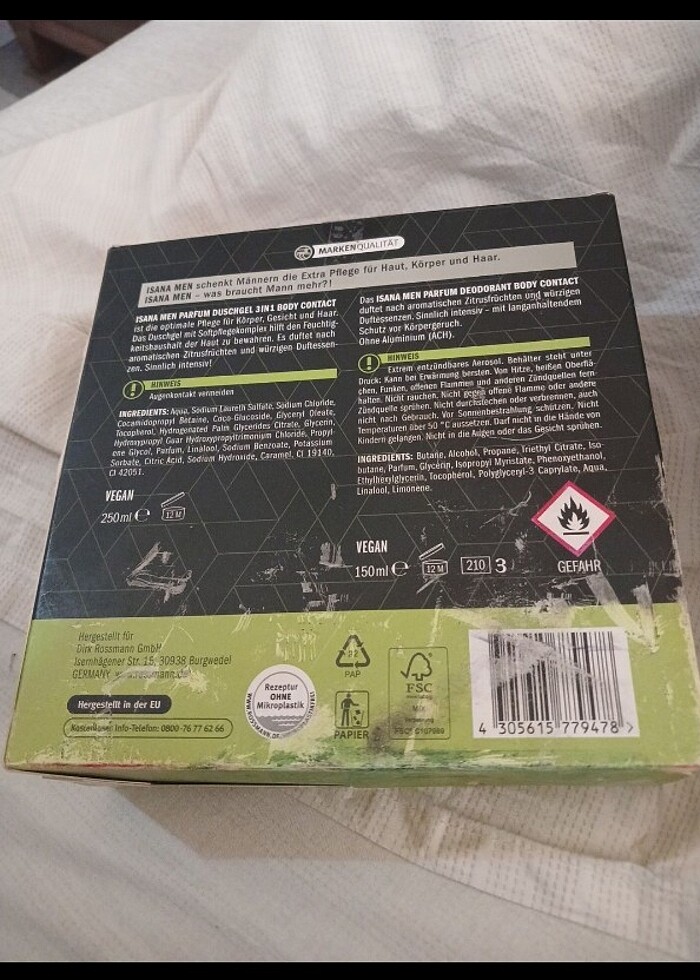 MARKENQUALITÄT
ISANA MEN schenkt Männern die Extra Pflege für Haut, Körper und Haar.
ISANA MEN – was braucht Mann mehr?!
ISANA MEN PARFUM DUSCHGEL 3IN1 BODY CONTACT
ist die optimale Pflege für Körper, Gesicht und Haar.
Das Duschgel mit Softpflegekomplex hilft den Feuchtig-
keitshaushalt der Haut zu bewahren. Es duftet nach
aromatischen Zitrusfrüchten und würzigen Duftessen-
zen. Sinnlich intensiv!
HINWEIS
Augenkontakt vermeiden
INGREDIENTS: Aqua, Sodium Laureth Sulfate, Sodium Chloride,
Cocamidopropyl Betaine, Coco-Glucoside, Glyceryl Oleate,
Tocopherol, Hydrogenated Palm Glycerides Citrate, Glycerin,
Hydroxypropyl Guar Hydroxypropyltrimonium Chloride, Propyl-
ene Glycol, Parfum, Linalool, Sodium Benzoate, Potassium
Sorbate, Citric Acid, Sodium Hydroxide, Caramel, CI 19140,
CI 42051.
VEGAN
250 ml e 12 M
Das ISANA MEN PARFUM DEODORANT BODY CONTACT
duftet nach aromatischen Zitrusfrüchten und würzigen
Duftessenzen. Sinnlich intensiv – mit langanhaltendem
Schutz vor Körpergeruch.
Ohne Aluminium (ACH).
HINWEIS
Extrem entzündbares Aerosol. Behälter steht unter
Druck: Kann bei Erwärmung bersten. Von Hitze, heißen Oberflä-
chen, Funken, offenen Flammen und anderen Zündquellen fern-
halten. Nicht rauchen. Nicht gegen offene Flamme oder andere
Zündquelle sprühen. Nicht durchstechen oder verbrennen, auch
nicht nach Gebrauch. Vor Sonnenbestrahlung schützen. Nicht
Temperaturen über 50 °C aussetzen. Darf nicht in die Hände von
Kindern gelangen. Nicht in die Augen oder das Gesicht sprühen.
INGREDIENTS: Butane, Alcohol, Propane, Triethyl Citrate, Iso-
butane, Parfum, Glycerin, Isopropyl Myristate, Phenoxyethanol,
Ethylhexylglycerin, Tocopherol, Polyglyceryl-3 Caprylate, Aqua,
Linalool, Limonene.
VEGAN
150 ml e 12 M 210 3
GEFAHR
Hergestellt für
Dirk Rossmann GmbH
Isernhägener Str. 16, 30938 Burgwedel
GERMANY www.rossmann.de
Hergestellt in der EU
Kostenloses Info-Telefon: 0800-76 77 62 66
Rezeptur
OHNE
Mikroplastik
PAP
PAPIER
FSC
MIX
4 305615 779478 >